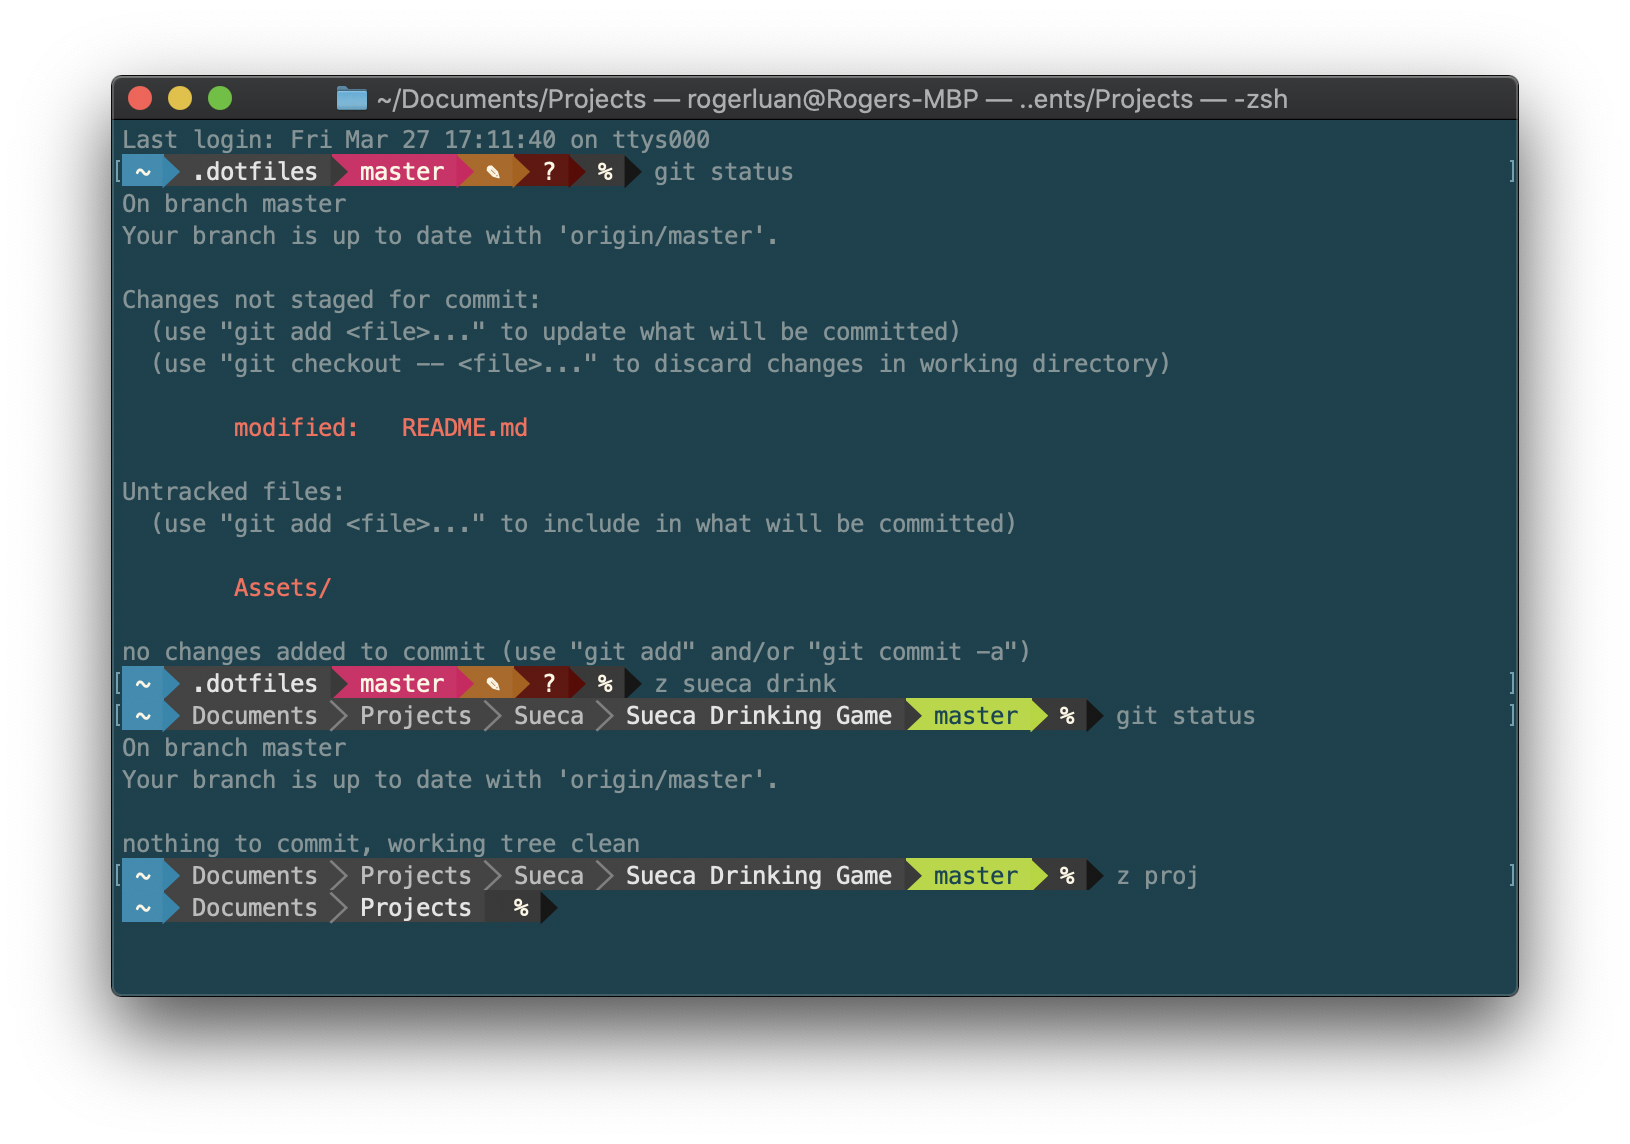 ~/Documents/Projects — rogerluan@Rogers-MBP — ..ents/Projects — -zsh
Last login: Fri Mar 27 17:11:40 on ttys000
[ ~ .dotfiles master ✎ ? % git status ]
On branch master
Your branch is up to date with 'origin/master'.
Changes not staged for commit:
(use "git add <file>..." to update what will be committed)
(use "git checkout -- <file>..." to discard changes in working directory)
modified: README.md
Untracked files:
(use "git add <file>..." to include in what will be committed)
Assets/
no changes added to commit (use "git add" and/or "git commit -a")
[ ~ .dotfiles master ✎ ? % z sueca drink ]
[ ~ Documents Projects Sueca Sueca Drinking Game master % git status ]
On branch master
Your branch is up to date with 'origin/master'.
nothing to commit, working tree clean
[ ~ Documents Projects Sueca Sueca Drinking Game master % z proj ]
~ Documents Projects %